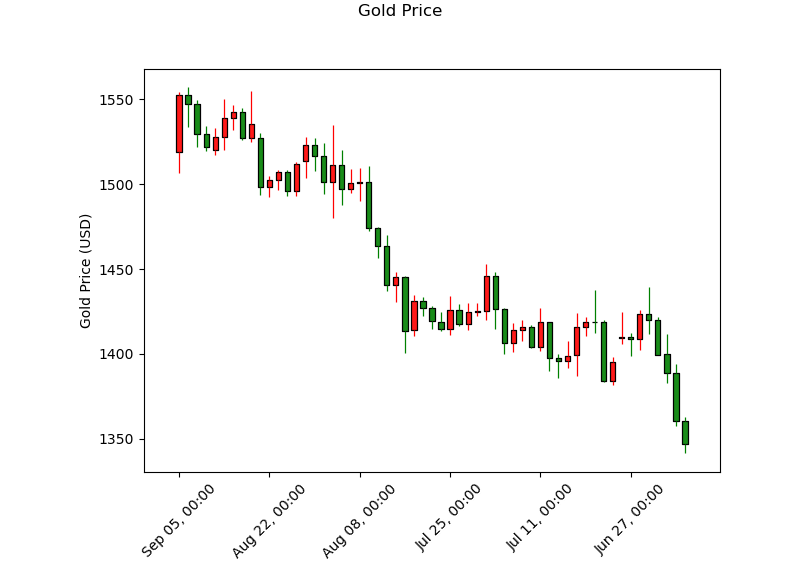 Gold Price
Gold Price (USD)
1550
1500
1450
1400
1350
Sep 05, 00:00
Aug 22, 00:00
Aug 08, 00:00
Jul 25, 00:00
Jul 11, 00:00
Jun 27, 00:00